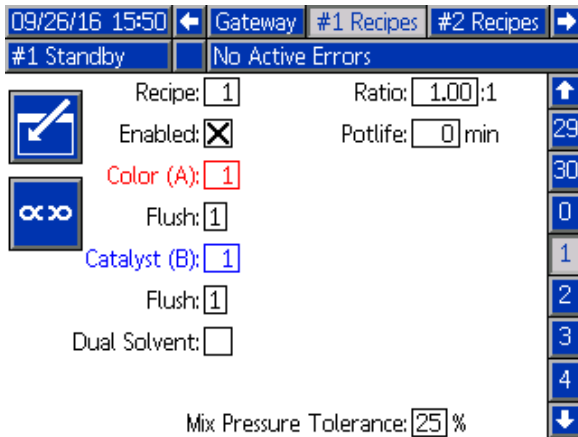 09/26/16 15:50 Gateway #1 Recipes #2 Recipes
#1 Standby No Active Errors
Recipe: 1 Ratio: 1.00:1
Enabled: Potlife: 0 min
Color (A): 1
Flush: 1
Catalyst (B): 1
Flush: 1
Dual Solvent:
Mix Pressure Tolerance: 25 %
29
30
0
1
2
3
4